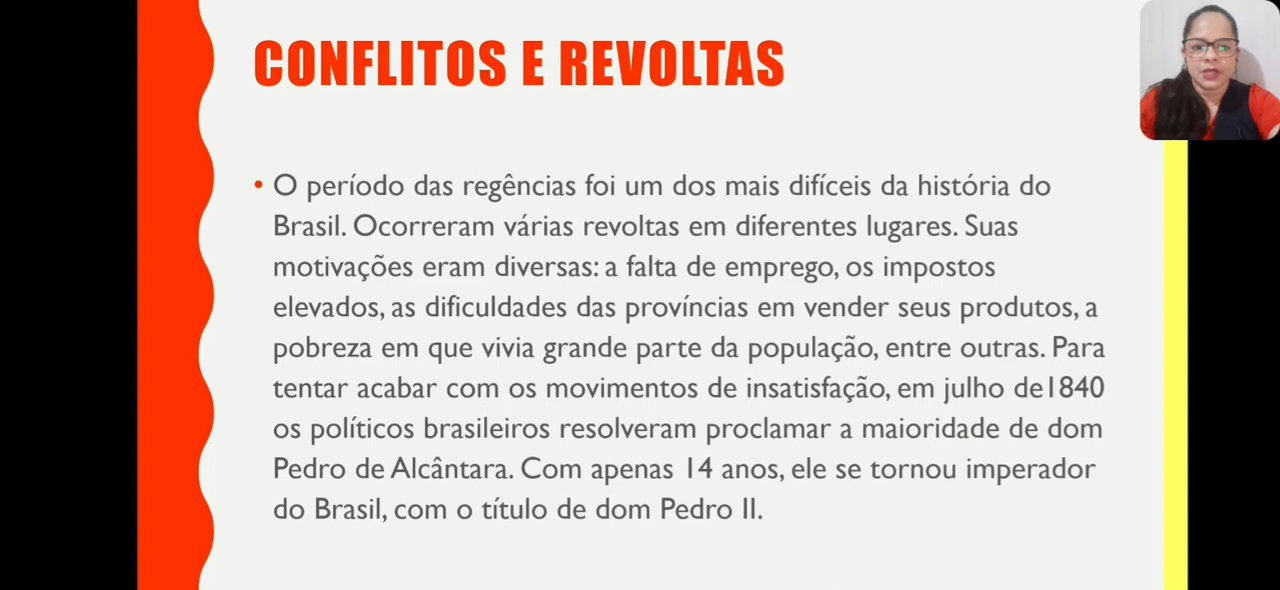 CONFLITOS E REVOLTAS
• O período das regências foi um dos mais difíceis da história do
Brasil. Ocorreram várias revoltas em diferentes lugares. Suas
motivações eram diversas: a falta de emprego, os impostos
elevados, as dificuldades das províncias em vender seus produtos, a
pobreza em que vivia grande parte da população, entre outras. Para
tentar acabar com os movimentos de insatisfação, em julho de1840
os políticos brasileiros resolveram proclamar a maioridade de dom
Pedro de Alcântara. Com apenas 14 anos, ele se tornou imperador
do Brasil, com o título de dom Pedro II.